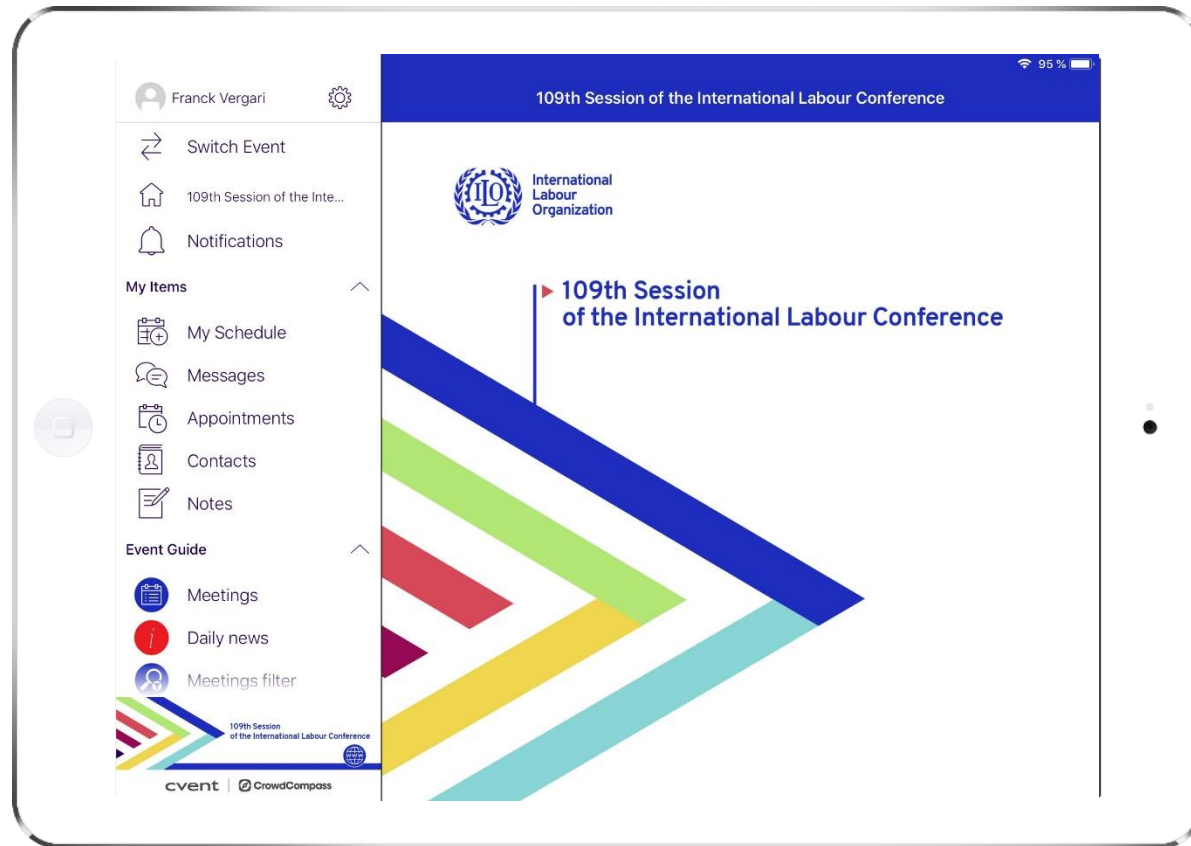 95 %
Franck Vergari
109th Session of the International Labour Conference
Switch Event
109th Session of the Inte...
Notifications
My Items
My Schedule
Messages
Appointments
Contacts
Notes
Event Guide
Meetings
i
Daily news
Meetings filter
109th Session
of the International Labour Conference
www
cvent | CrowdCompass
ILO
International
Labour
Organization
109th Session
of the International Labour Conference